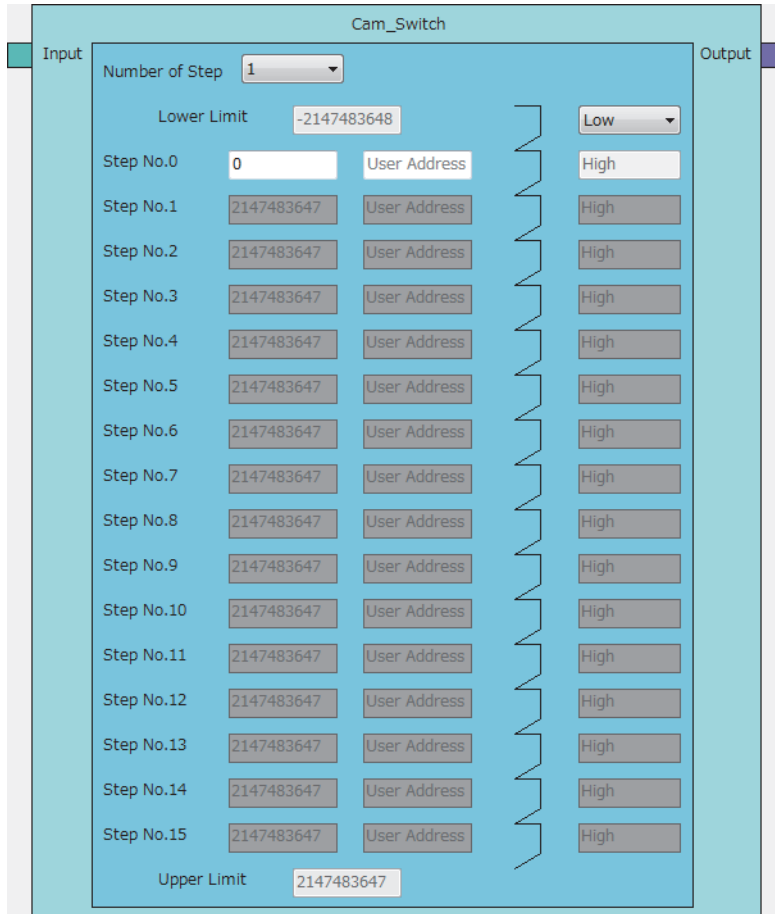 Cam_Switch
Input
Output
Number of Step 1
Lower Limit -2147483648 Low
Step No.0 0 User Address High
Step No.1 2147483647 User Address High
Step No.2 2147483647 User Address High
Step No.3 2147483647 User Address High
Step No.4 2147483647 User Address High
Step No.5 2147483647 User Address High
Step No.6 2147483647 User Address High
Step No.7 2147483647 User Address High
Step No.8 2147483647 User Address High
Step No.9 2147483647 User Address High
Step No.10 2147483647 User Address High
Step No.11 2147483647 User Address High
Step No.12 2147483647 User Address High
Step No.13 2147483647 User Address High
Step No.14 2147483647 User Address High
Step No.15 2147483647 User Address High
Upper Limit 2147483647